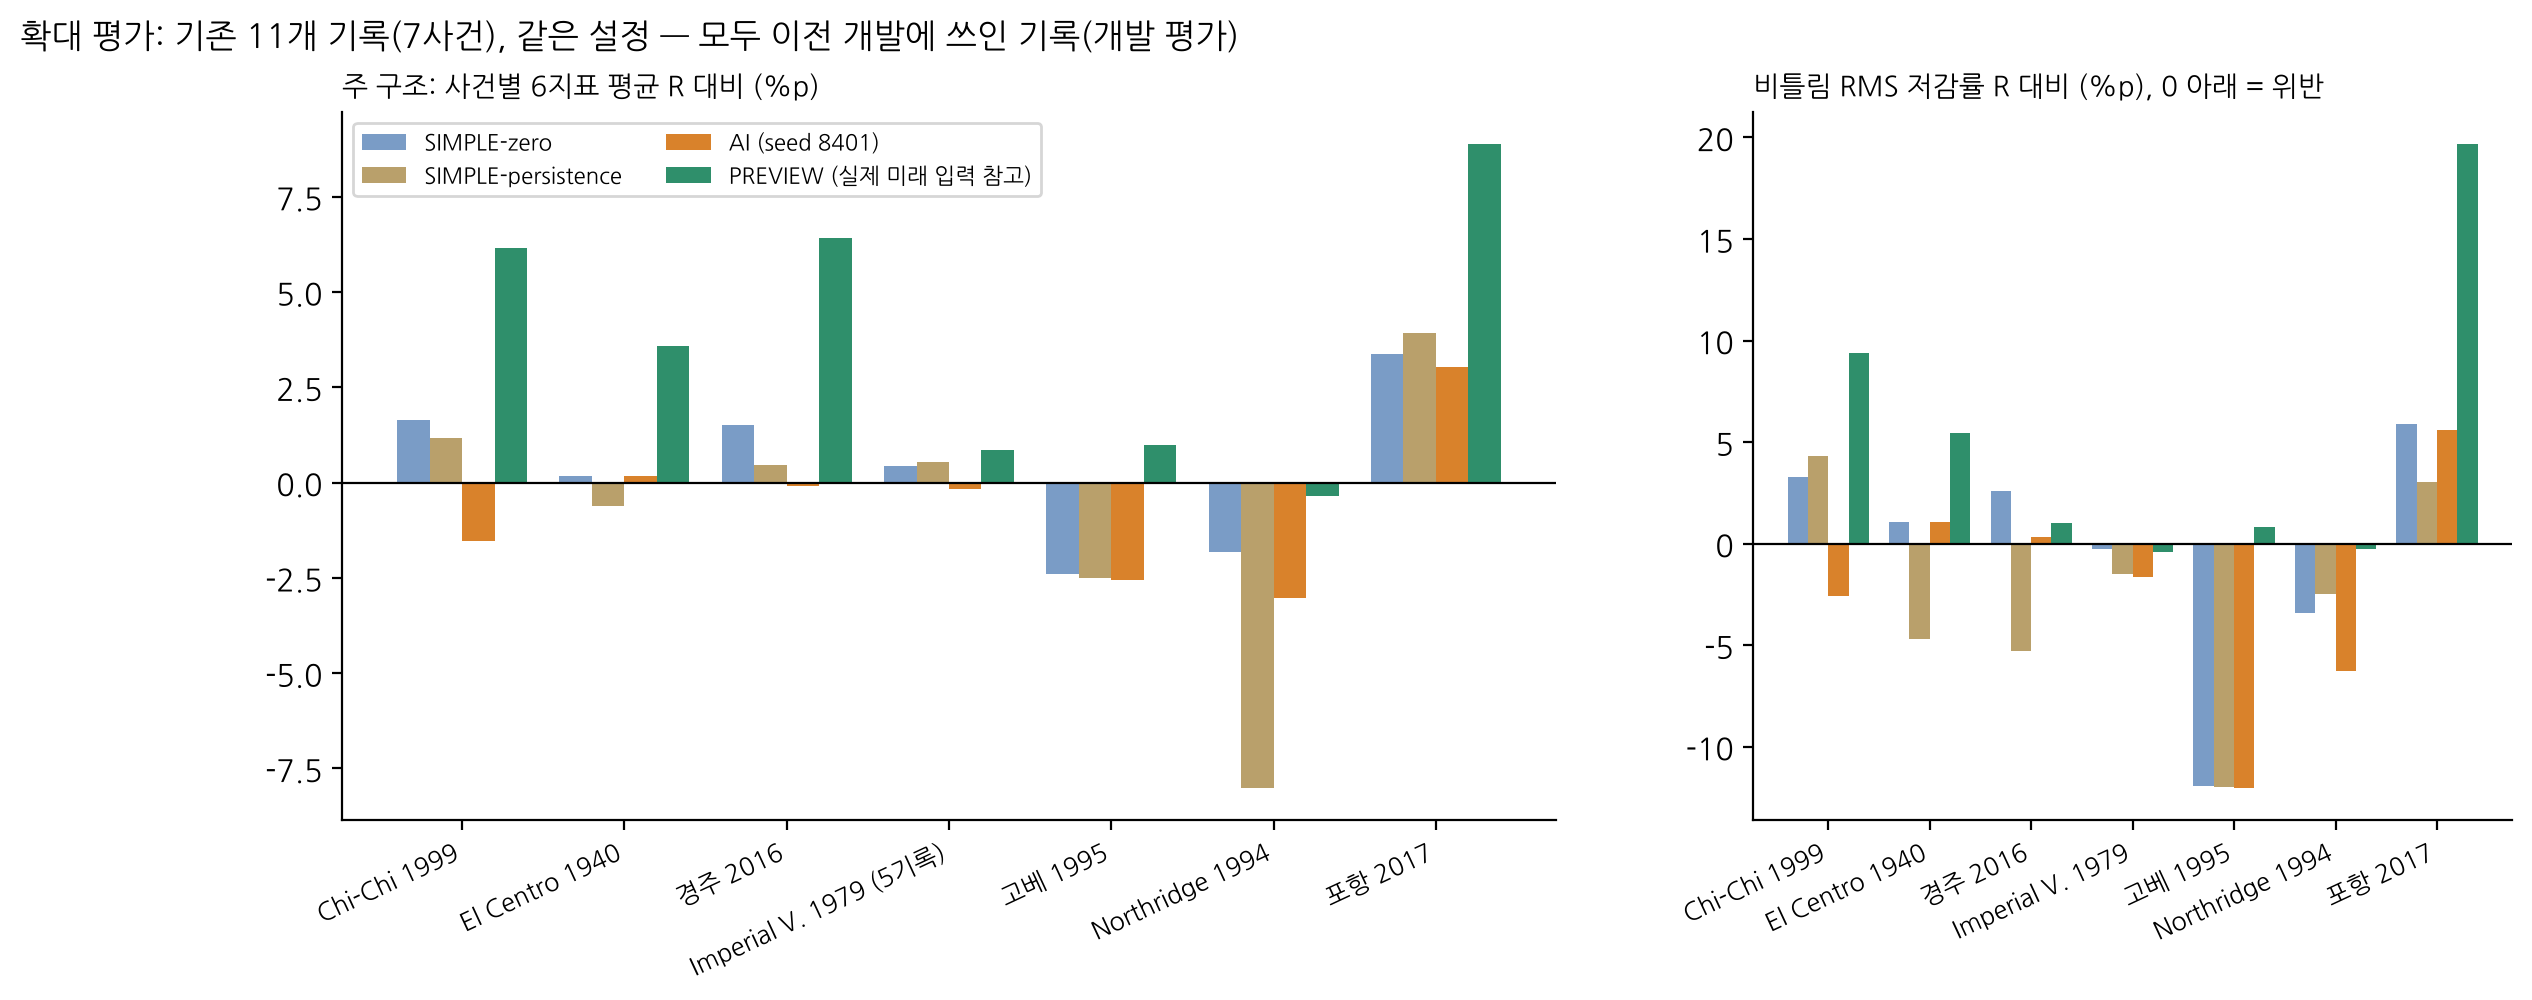 확대 평가: 기존 11개 기록(7사건), 같은 설정 — 모두 이전 개발에 쓰인 기록(개발 평가)
주 구조: 사건별 6지표 평균 R 대비 (%p)
SIMPLE-zero
SIMPLE-persistence
AI (seed 8401)
PREVIEW (실제 미래 입력 참고)
7.5
5.0
2.5
0.0
-2.5
-5.0
-7.5
Chi-Chi 1999
El Centro 1940
경주 2016
Imperial V. 1979 (5기록)
고베 1995
Northridge 1994
포항 2017
비틀림 RMS 저감률 R 대비 (%p), 0 아래 = 위반
20
15
10
5
0
-5
-10
Chi-Chi 1999
El Centro 1940
경주 2016
Imperial V. 1979
고베 1995
Northridge 1994
포항 2017